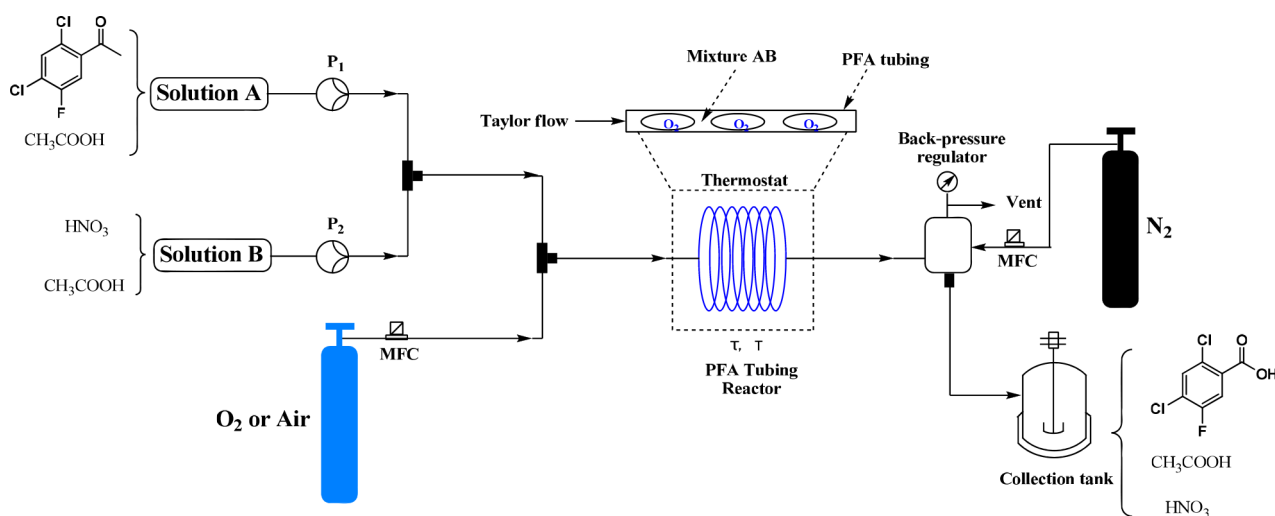 Cl
O
Cl
F
CH₃COOH
Solution A
P₁
HNO₃
CH₃COOH
Solution B
P₂
O₂ or Air
MFC
Mixture AB
PFA tubing
Taylor flow
O₂
O₂
O₂
Thermostat
τ, T
PFA Tubing
Reactor
Back-pressure
regulator
Vent
MFC
N₂
Collection tank
Cl
O
OH
Cl
F
CH₃COOH
HNO₃